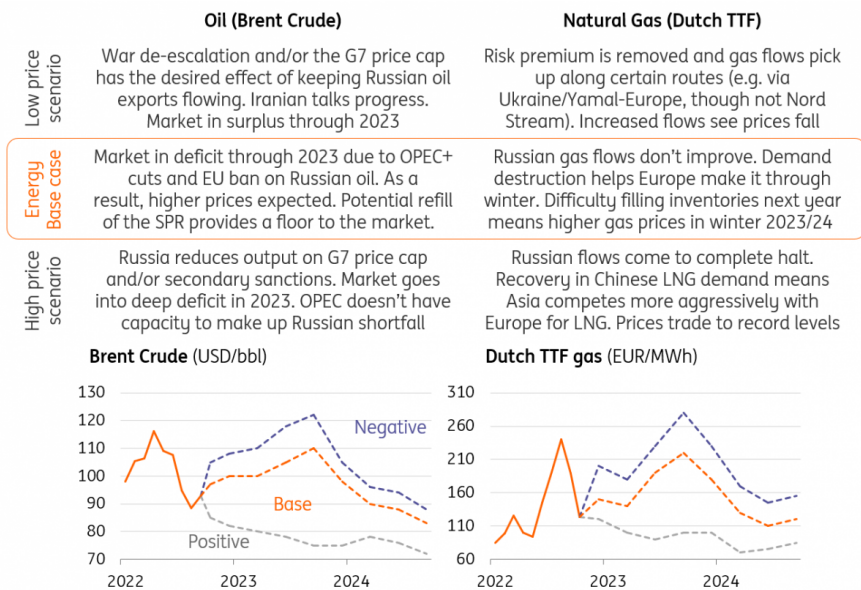 Oil (Brent Crude)
Natural Gas (Dutch TTF)
Low price
scenario
War de-escalation and/or the G7 price cap
has the desired effect of keeping Russian oil
exports flowing. Iranian talks progress.
Market in surplus through 2023
Risk premium is removed and gas flows pick
up along certain routes (e.g. via
Ukraine/Yamal-Europe, though not Nord
Stream). Increased flows see prices fall
Energy
Base case
Market in deficit through 2023 due to OPEC+
cuts and EU ban on Russian oil. As a
result, higher prices expected. Potential refill
of the SPR provides a floor to the market.
Russian gas flows don't improve. Demand
destruction helps Europe make it through
winter. Difficulty filling inventories next year
means higher gas prices in winter 2023/24
High price
scenario
Russia reduces output on G7 price cap
and/or secondary sanctions. Market goes
into deep deficit in 2023. OPEC doesn't have
capacity to make up Russian shortfall
Russian flows come to complete halt.
Recovery in Chinese LNG demand means
Asia competes more aggressively with
Europe for LNG. Prices trade to record levels
Brent Crude (USD/bbl)
130
120
110
100
90
80
70
Negative
Base
Positive
2022
2023
2024
Dutch TTF gas (EUR/MWh)
310
260
210
160
110
60
2022
2023
2024